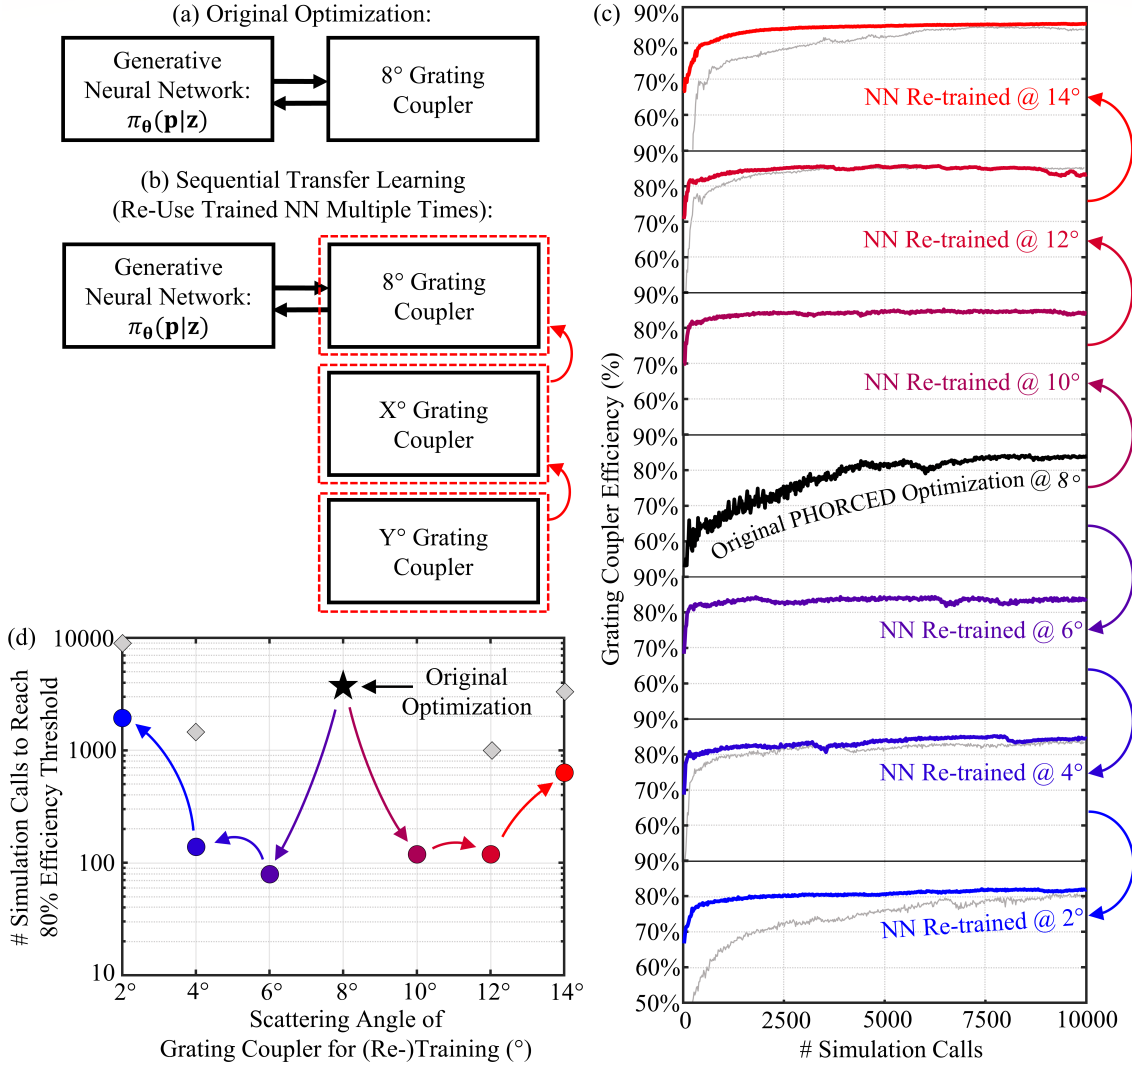 (a) Original Optimization:
Generative
Neural Network:
π_θ(p|z)
8° Grating
Coupler
(b) Sequential Transfer Learning
(Re-Use Trained NN Multiple Times):
Generative
Neural Network:
π_θ(p|z)
8° Grating
Coupler
X° Grating
Coupler
Y° Grating
Coupler
(c)
Grating Coupler Efficiency (%)
90%
80%
70%
60%
NN Re-trained @ 14°
90%
80%
70%
60%
NN Re-trained @ 12°
90%
80%
70%
60%
NN Re-trained @ 10°
90%
80%
70%
60%
Original PHORCED Optimization @ 8°
90%
80%
70%
60%
NN Re-trained @ 6°
90%
80%
70%
60%
NN Re-trained @ 4°
90%
80%
70%
60%
50%
NN Re-trained @ 2°
0
2500
5000
7500
10000
# Simulation Calls
(d)
# Simulation Calls to Reach
80% Efficiency Threshold
10000
1000
100
10
Original
Optimization
2°
4°
6°
8°
10°
12°
14°
Scattering Angle of
Grating Coupler for (Re-)Training (°)